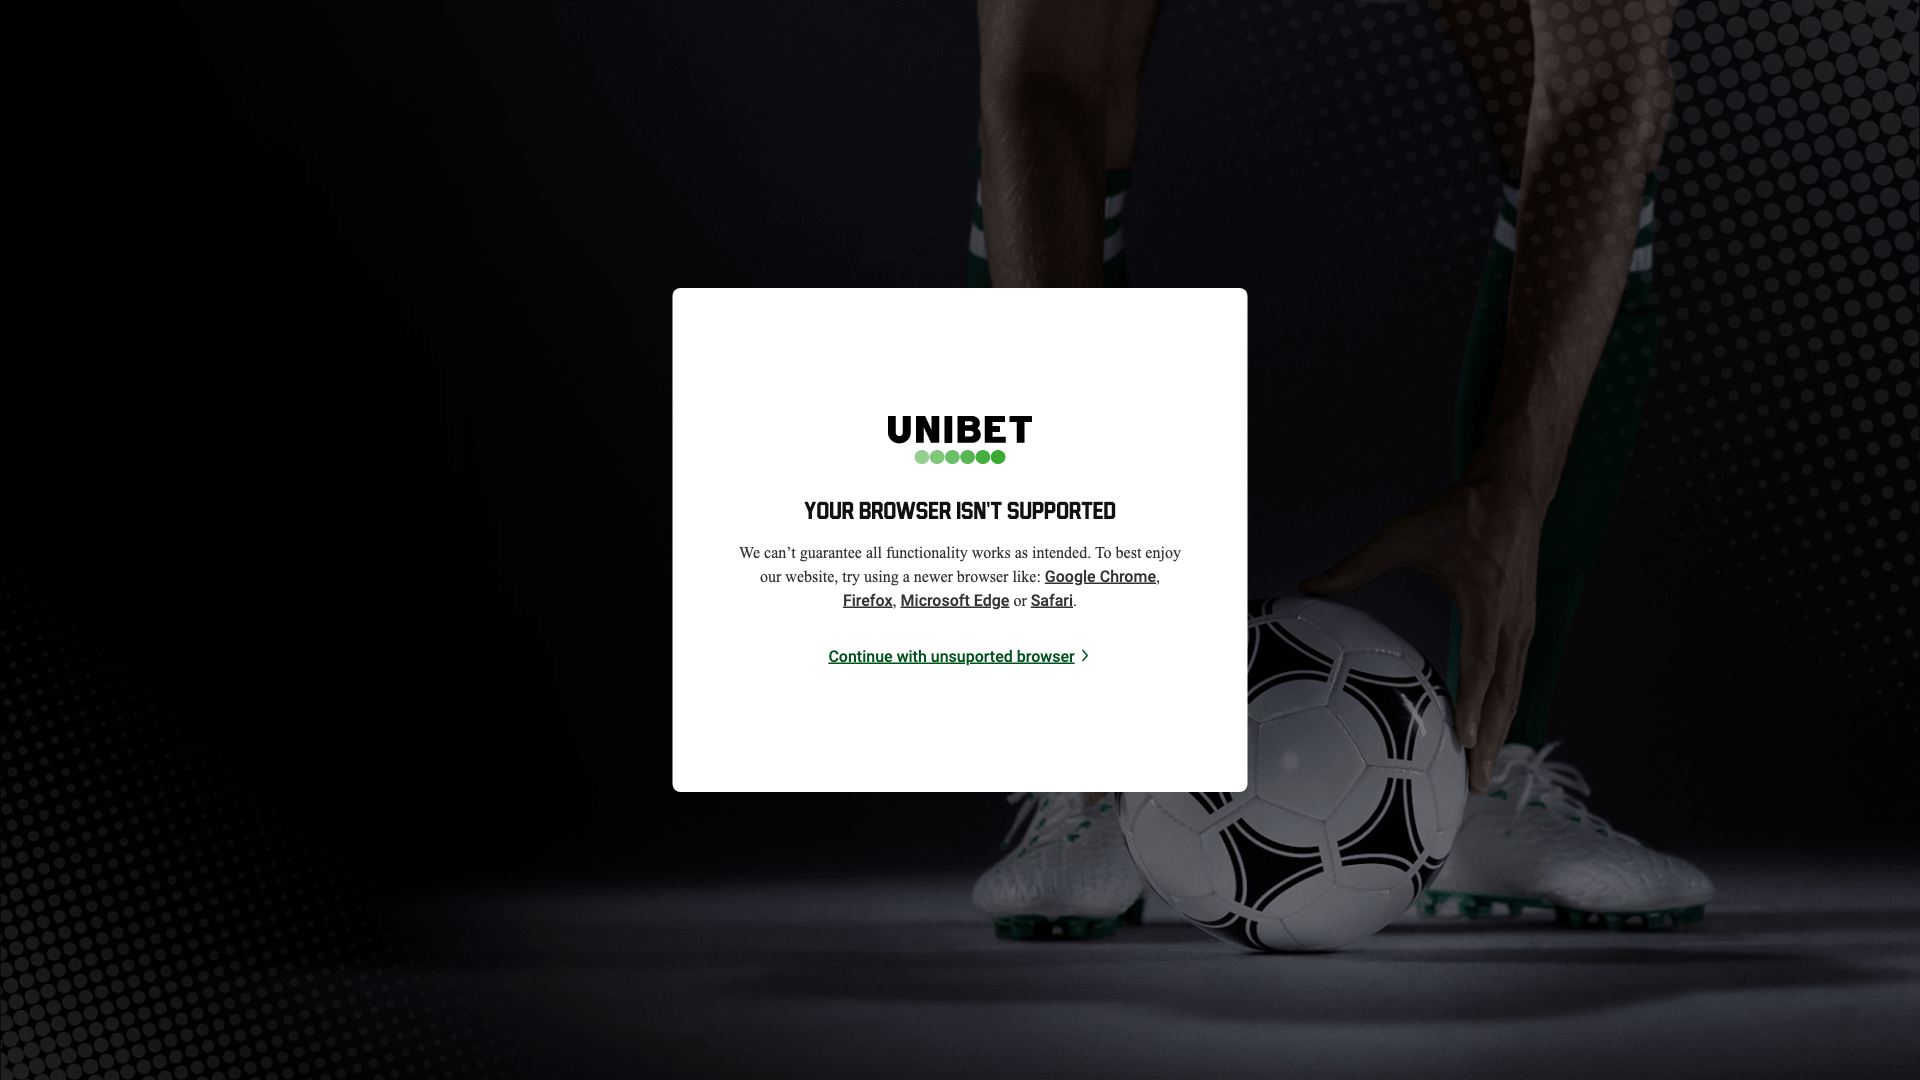 UNIBET
YOUR BROWSER ISN'T SUPPORTED
We can’t guarantee all functionality works as intended. To best enjoy
our website, try using a newer browser like: Google Chrome,
Firefox, Microsoft Edge or Safari.
Continue with unsuported browser